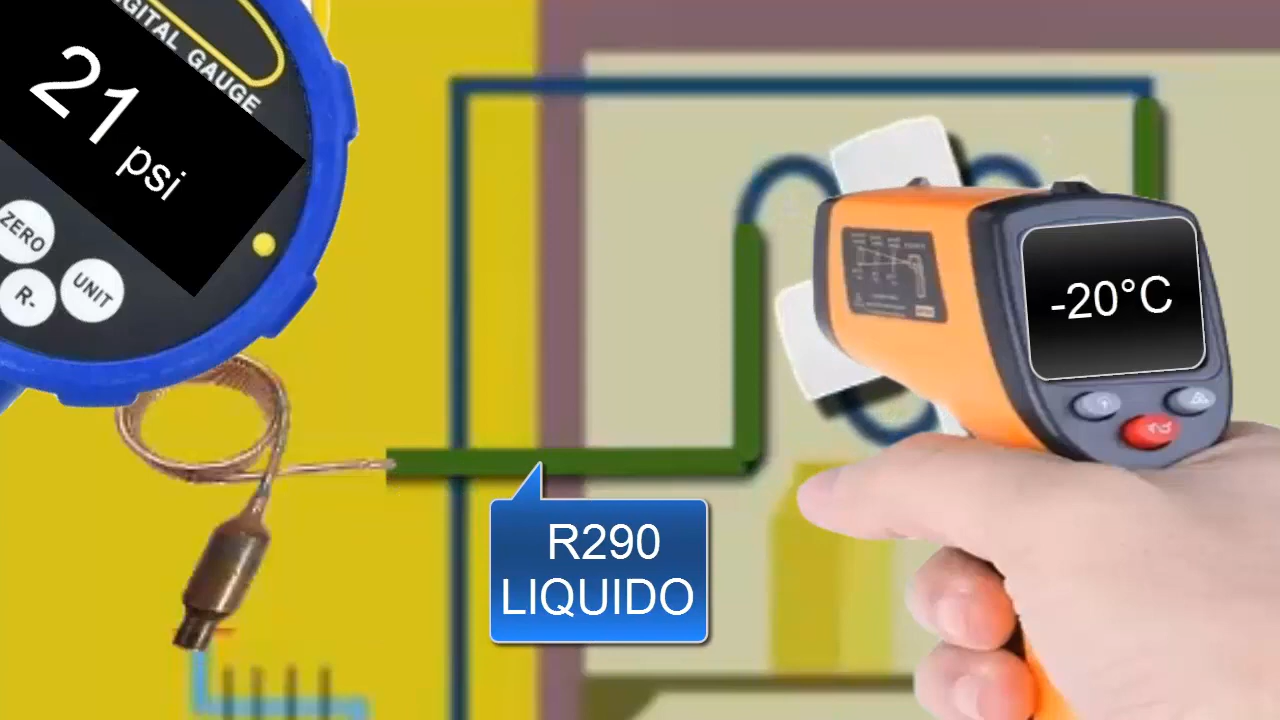 DIGITAL GAUGE
21 psi
ZERO
R-
UNIT
-20°C
R290
LIQUIDO